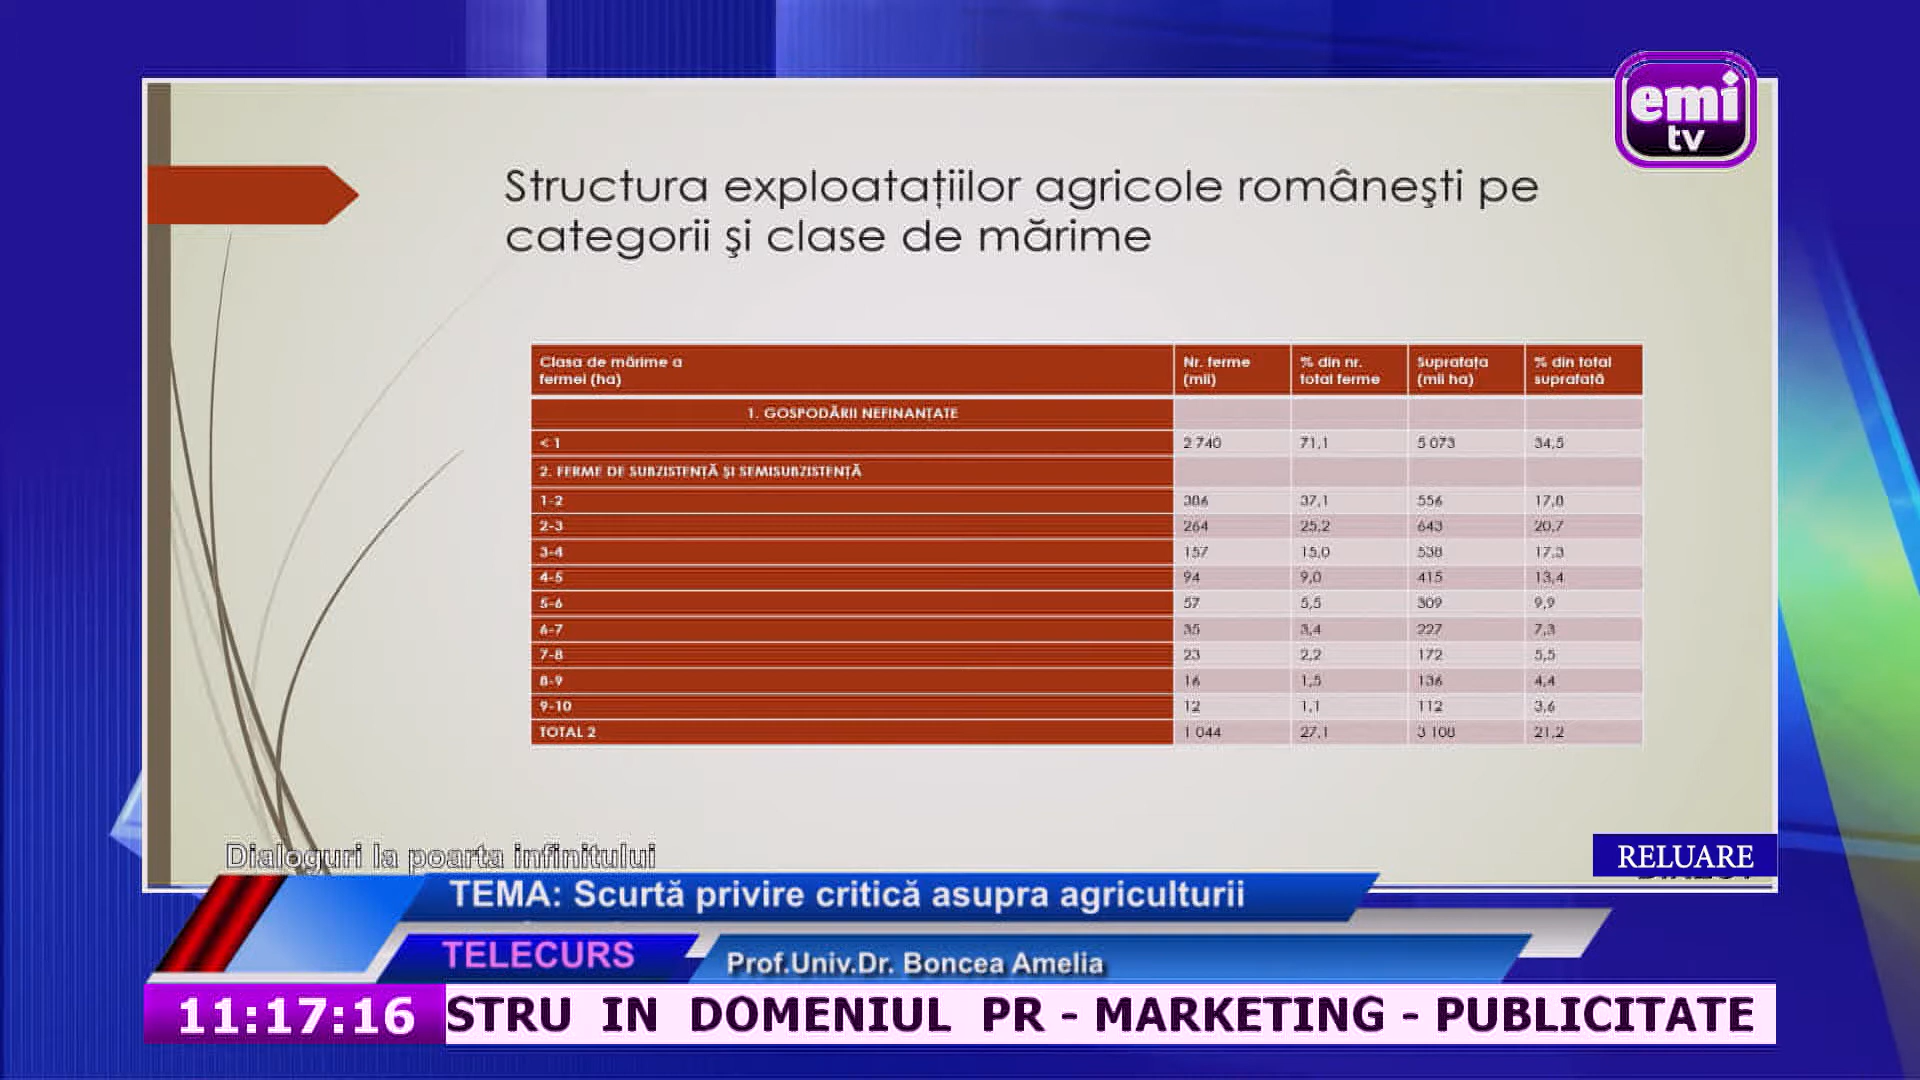 emi
tv
Structura exploatațiilor agricole românești pe
categorii și clase de mărime
Clasa de mărime a fermei (ha) Nr. ferme (mii) % din nr. total ferme Suprafața (mii ha) % din total suprafață
1. GOSPODĂRII NEFINANTATE
< 1 2 740 71,1 5 073 34,5
2. FERME DE SUBZISTENȚĂ ȘI SEMISUBZISTENȚĂ
1-2 386 37,1 556 17,8
2-3 264 25,2 643 20,7
3-4 157 15,0 538 17,3
4-5 94 9,0 415 13,4
5-6 57 5,5 309 9,9
6-7 35 3,4 227 7,3
7-8 23 2,2 172 5,5
8-9 16 1,5 136 4,4
9-10 12 1,1 112 3,6
TOTAL 2 1 044 27,1 3 108 21,2
Dialoguri la poarta infinitului
RELUARE
TEMA: Scurtă privire critică asupra agriculturii
TELECURS
Prof.Univ.Dr. Boncea Amelia
11:17:16 STRU IN DOMENIUL PR - MARKETING - PUBLICITATE